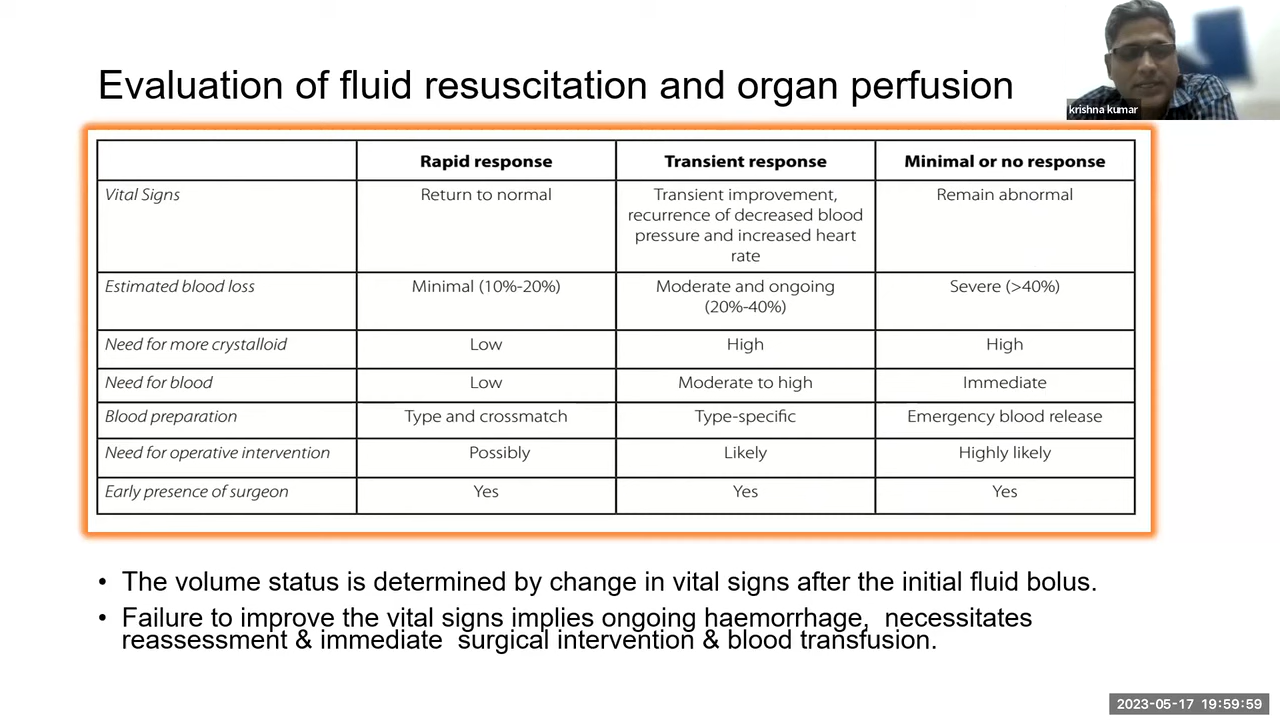 Evaluation of fluid resuscitation and organ perfusion
krishna kumar
Rapid response Transient response Minimal or no response
Vital Signs Return to normal Transient improvement, Remain abnormal
recurrence of decreased blood
pressure and increased heart
rate
Estimated blood loss Minimal (10%-20%) Moderate and ongoing Severe (>40%)
(20%-40%)
Need for more crystalloid Low High High
Need for blood Low Moderate to high Immediate
Blood preparation Type and crossmatch Type-specific Emergency blood release
Need for operative intervention Possibly Likely Highly likely
Early presence of surgeon Yes Yes Yes
• The volume status is determined by change in vital signs after the initial fluid bolus.
• Failure to improve the vital signs implies ongoing haemorrhage, necessitates
reassessment & immediate surgical intervention & blood transfusion.
2023-05-17 19:59:59